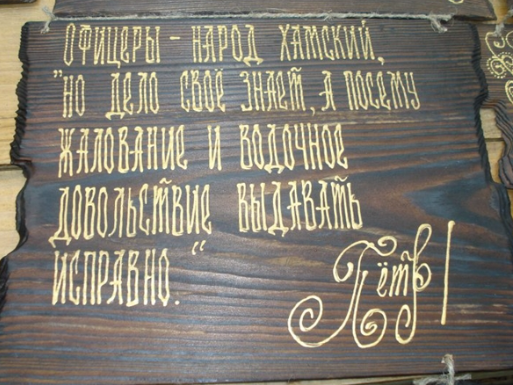 Офицеры - народ хамский,
"но дело своё знает, а посему
жалование и водочное
довольствие выдавать
исправно."
Пётр I